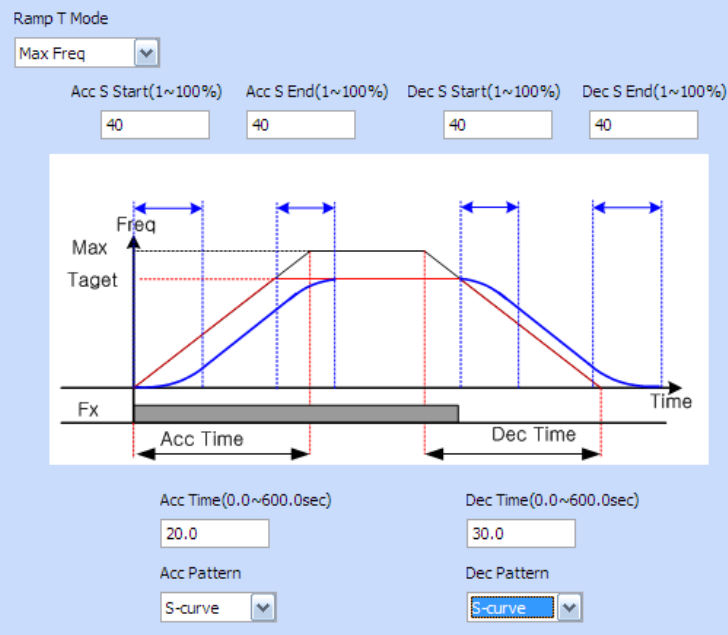 Ramp T Mode
Max Freq
Acc S Start(1~100%) Acc S End(1~100%) Dec S Start(1~100%) Dec S End(1~100%)
40 40 40 40
Freq
Max
Taget
Time
Fx
Acc Time Dec Time
Acc Time(0.0~600.0sec) Dec Time(0.0~600.0sec)
20.0 30.0
Acc Pattern Dec Pattern
S-curve S-curve